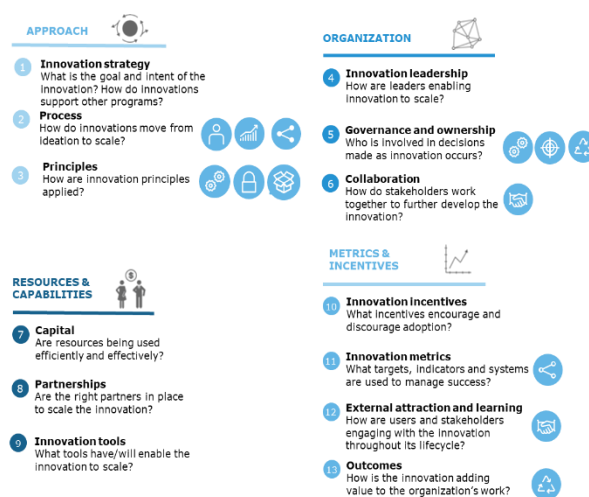 APPROACH
1
Innovation strategy
What is the goal and intent of the
Innovation? How do Innovations
support other programs?
2
Process
How do innovations move from
ideation to scale?
3
Principles
How are innovation principles
applied?
ORGANIZATION
4
Innovation leadership
How are leaders enabling
innovation to scale?
5
Governance and ownership
Who is involved in decisions
made as innovation occurs?
6
Collaboration
How do stakeholders work
together to further develop the
innovation?
RESOURCES &
CAPABILITIES
$
7
Capital
Are resources being used
efficiently and effectively?
8
Partnerships
Are the right partners in place
to scale the innovation?
9
Innovation tools
What tools have/will enable the
innovation to scale?
METRICS &
INCENTIVES
10
Innovation incentives
What incentives encourage and
discourage adoption?
11
Innovation metrics
What targets, indicators and systems
are used to manage success?
12
External attraction and learning
How are users and stakeholders
engaging with the innovation
throughout its lifecycle?
13
Outcomes
How is the innovation adding
value to the organization's work?